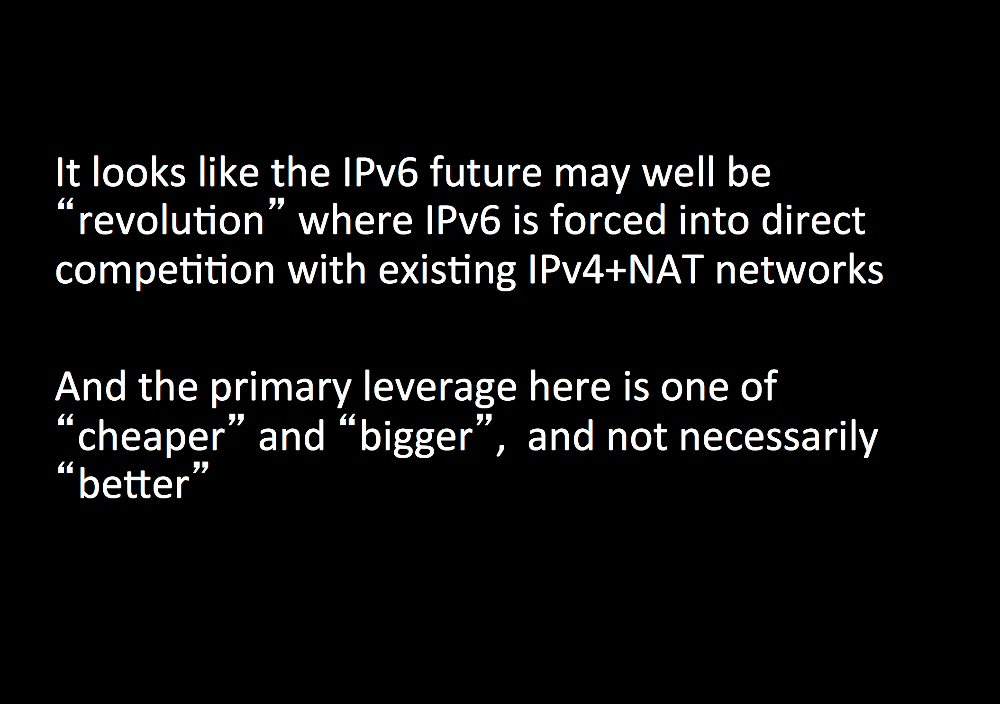 It looks like the IPv6 future may well be
“revolution” where IPv6 is forced into direct
competition with existing IPv4+NAT networks
And the primary leverage here is one of
“cheaper” and “bigger”,  and not necessarily
“better”